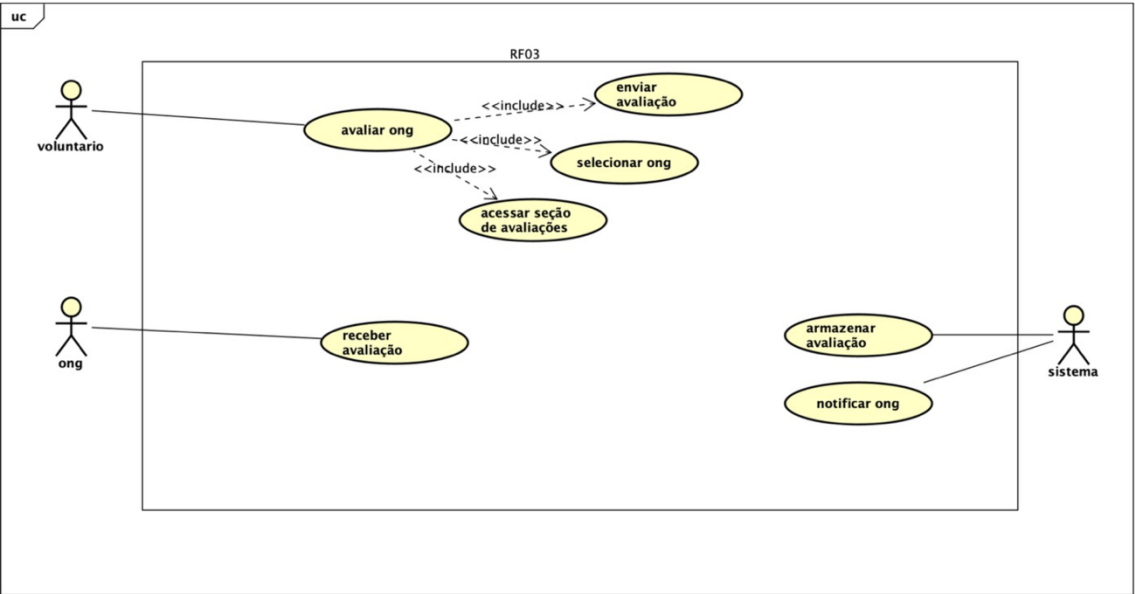 uc
RF03
voluntario
avaliar ong
<<include>>
enviar
avaliação
<<include>>
selecionar ong
<<include>>
acessar seção
de avaliações
ong
receber
avaliação
armazenar
avaliação
notificar ong
sistema